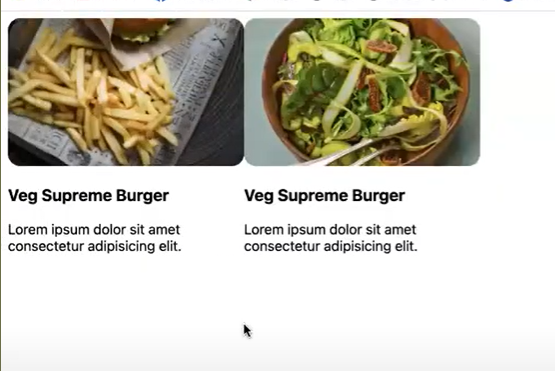 Veg Supreme Burger
Veg Supreme Burger
Lorem ipsum dolor sit amet
consectetur adipisicing elit.
Lorem ipsum dolor sit amet
consectetur adipisicing elit.